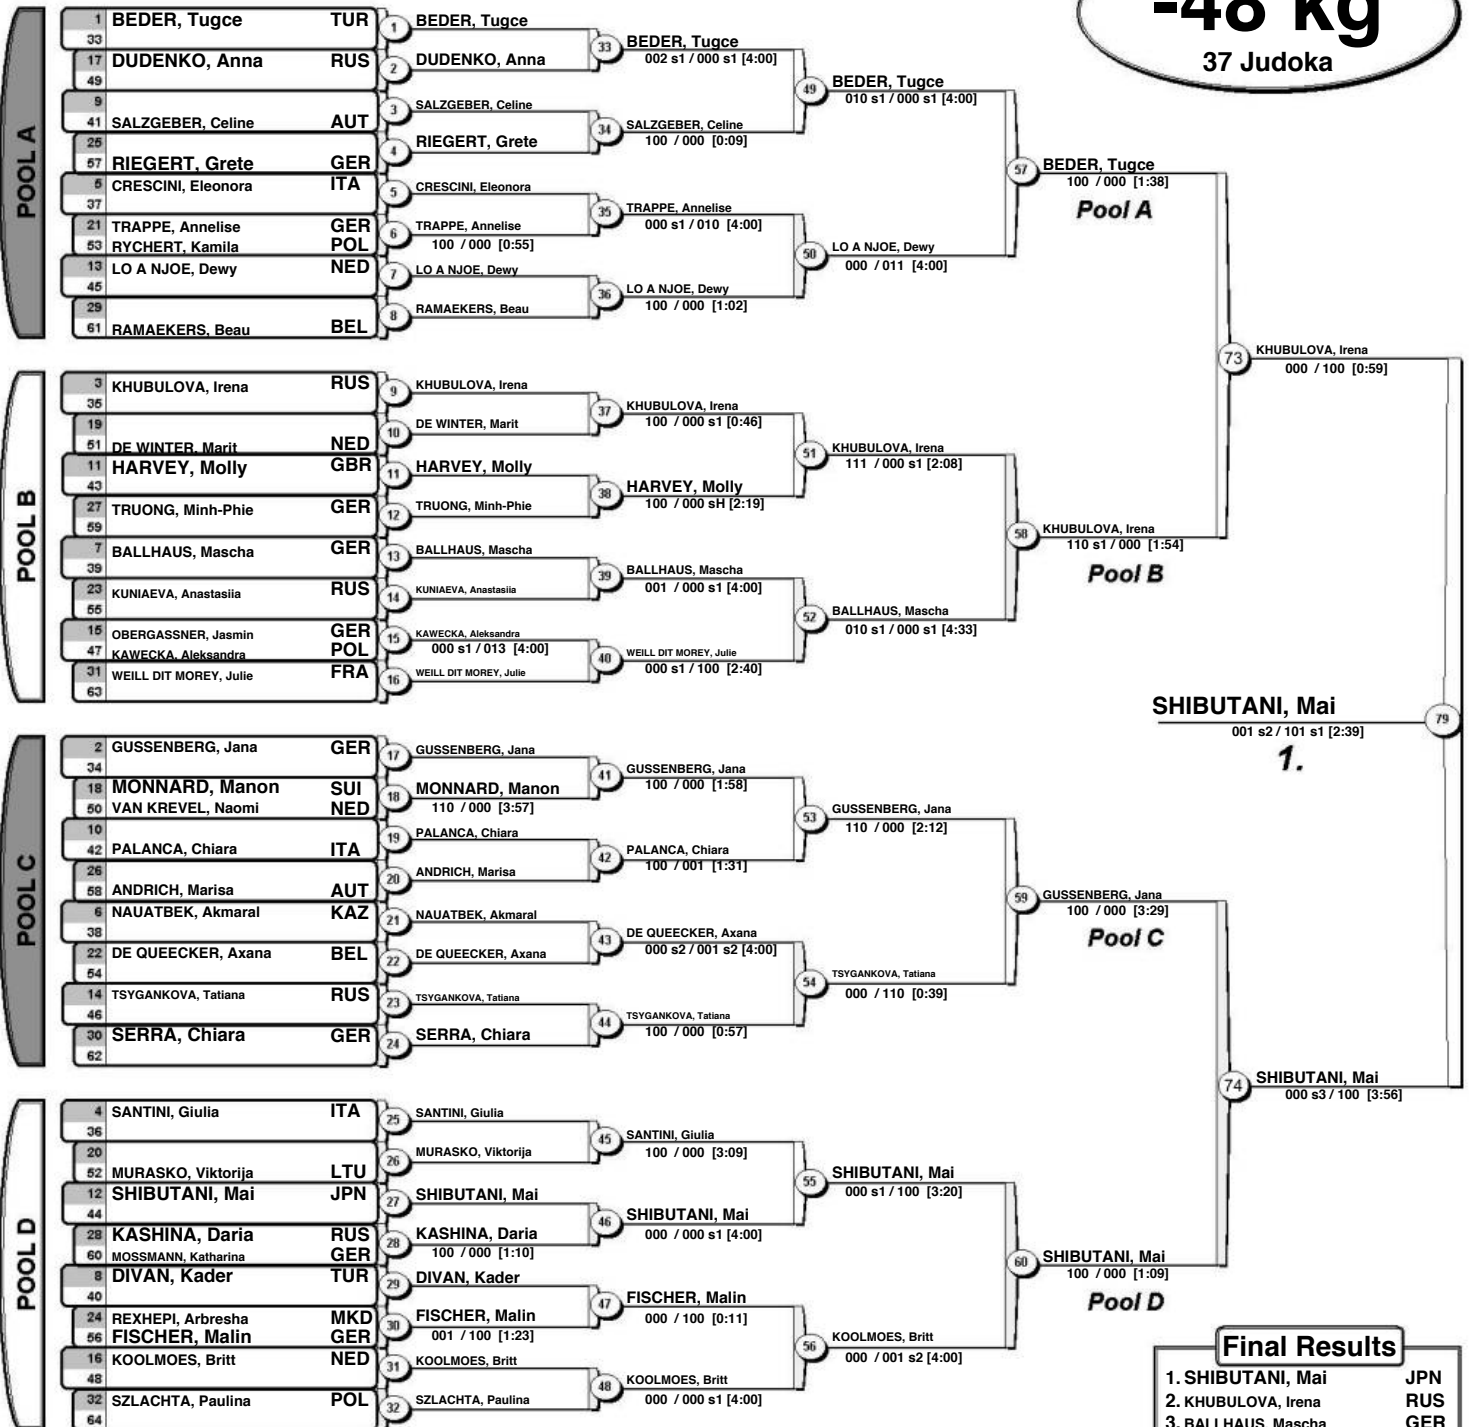 -48 kg
37 Judoka
POOL A
1 BEDER, Tugce TUR
33
17 DUDENKO, Anna RUS
49
9
41 SALZGEBER, Celine AUT
25
57 RIEGERT, Grete GER
5 CRESCINI, Eleonora ITA
37
21 TRAPPE, Annelise GER
53 RYCHERT, Kamila POL
13 LO A NJOE, Dewy NED
45
29
61 RAMAEKERS, Beau BEL
1 BEDER, Tugce
2 DUDENKO, Anna
3 SALZGEBER, Celine
4 RIEGERT, Grete
5 CRESCINI, Eleonora
6 TRAPPE, Annelise
100 / 000 [0:55]
7 LO A NJOE, Dewy
8 RAMAEKERS, Beau
33 BEDER, Tugce
002 s1 / 000 s1 [4:00]
34 SALZGEBER, Celine
100 / 000 [0:09]
35 TRAPPE, Annelise
000 s1 / 010 [4:00]
36 LO A NJOE, Dewy
100 / 000 [1:02]
49 BEDER, Tugce
010 s1 / 000 s1 [4:00]
50 LO A NJOE, Dewy
000 / 011 [4:00]
57 BEDER, Tugce
100 / 000 [1:38]
Pool A
POOL B
3 KHUBULOVA, Irena RUS
35
19
51 DE WINTER, Marit NED
11 HARVEY, Molly GBR
43
27 TRUONG, Minh-Phie GER
59
7 BALLHAUS, Mascha GER
39
23 KUNIAEVA, Anastasiia RUS
55
15 OBERGASSNER, Jasmin GER
47 KAWECKA, Aleksandra POL
31 WEILL DIT MOREY, Julie FRA
63
9 KHUBULOVA, Irena
10 DE WINTER, Marit
11 HARVEY, Molly
12 TRUONG, Minh-Phie
13 BALLHAUS, Mascha
14 KUNIAEVA, Anastasiia
15 KAWECKA, Aleksandra
000 s1 / 013 [4:00]
16 WEILL DIT MOREY, Julie
37 KHUBULOVA, Irena
100 / 000 s1 [0:46]
38 HARVEY, Molly
100 / 000 sH [2:19]
39 BALLHAUS, Mascha
001 / 000 s1 [4:00]
40 WEILL DIT MOREY, Julie
000 s1 / 100 [2:40]
51 KHUBULOVA, Irena
111 / 000 s1 [2:08]
52 BALLHAUS, Mascha
010 s1 / 000 s1 [4:33]
58 KHUBULOVA, Irena
110 s1 / 000 [1:54]
Pool B
73 KHUBULOVA, Irena
000 / 100 [0:59]
SHIBUTANI, Mai 79
001 s2 / 101 s1 [2:39]
1.
POOL C
2 GUSSENBERG, Jana GER
34
18 MONNARD, Manon SUI
50 VAN KREVEL, Naomi NED
10
42 PALANCA, Chiara ITA
26
58 ANDRICH, Marisa AUT
6 NAUATBEK, Akmaral KAZ
38
22 DE QUEECKER, Axana BEL
54
14 TSYGANKOVA, Tatiana RUS
46
30 SERRA, Chiara GER
62
17 GUSSENBERG, Jana
18 MONNARD, Manon
110 / 000 [3:57]
19 PALANCA, Chiara
20 ANDRICH, Marisa
21 NAUATBEK, Akmaral
22 DE QUEECKER, Axana
23 TSYGANKOVA, Tatiana
24 SERRA, Chiara
41 GUSSENBERG, Jana
100 / 000 [1:58]
42 PALANCA, Chiara
100 / 001 [1:31]
43 DE QUEECKER, Axana
000 s2 / 001 s2 [4:00]
44 TSYGANKOVA, Tatiana
100 / 000 [0:57]
53 GUSSENBERG, Jana
110 / 000 [2:12]
54 TSYGANKOVA, Tatiana
000 / 110 [0:39]
59 GUSSENBERG, Jana
100 / 000 [3:29]
Pool C
74 SHIBUTANI, Mai
000 s3 / 100 [3:56]
POOL D
4 SANTINI, Giulia ITA
36
20
52 MURASKO, Viktorija LTU
12 SHIBUTANI, Mai JPN
44
28 KASHINA, Daria RUS
60 MOSSMANN, Katharina GER
8 DIVAN, Kader TUR
40
24 REXHEPI, Arbresha MKD
56 FISCHER, Malin GER
16 KOOLMOES, Britt NED
48
32 SZLACHTA, Paulina POL
64
25 SANTINI, Giulia
26 MURASKO, Viktorija
27 SHIBUTANI, Mai
28 KASHINA, Daria
100 / 000 [1:10]
29 DIVAN, Kader
30 FISCHER, Malin
001 / 100 [1:23]
31 KOOLMOES, Britt
32 SZLACHTA, Paulina
45 SANTINI, Giulia
100 / 000 [3:09]
46 SHIBUTANI, Mai
000 / 000 s1 [4:00]
47 FISCHER, Malin
000 / 100 [0:11]
48 KOOLMOES, Britt
000 / 000 s1 [4:00]
55 SHIBUTANI, Mai
000 s1 / 100 [3:20]
56 KOOLMOES, Britt
000 / 001 s2 [4:00]
60 SHIBUTANI, Mai
100 / 000 [1:09]
Pool D
Final Results
1. SHIBUTANI, Mai JPN
2. KHUBULOVA, Irena RUS
3. BALLHAUS, Mascha GER